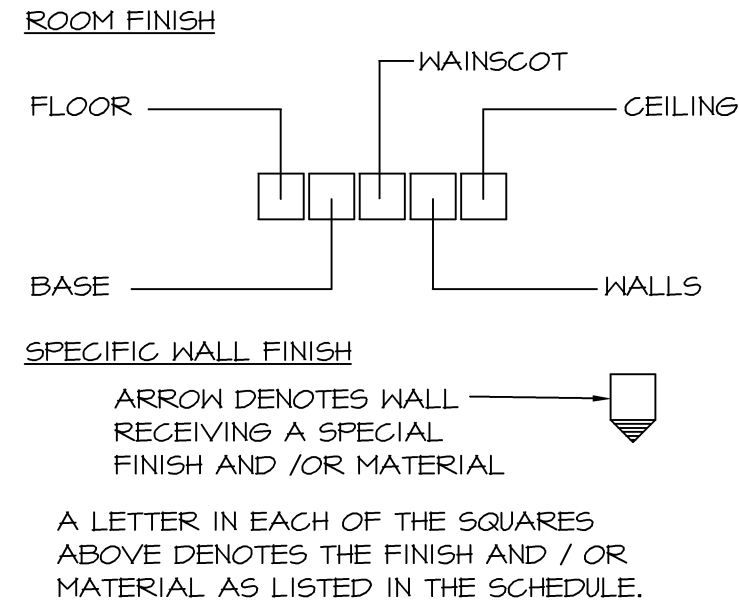 ROOM FINISH
WAINSCOT
FLOOR
CEILING
BASE
WALLS
SPECIFIC WALL FINISH
ARROW DENOTES WALL
RECEIVING A SPECIAL
FINISH AND /OR MATERIAL
A LETTER IN EACH OF THE SQUARES
ABOVE DENOTES THE FINISH AND / OR
MATERIAL AS LISTED IN THE SCHEDULE.